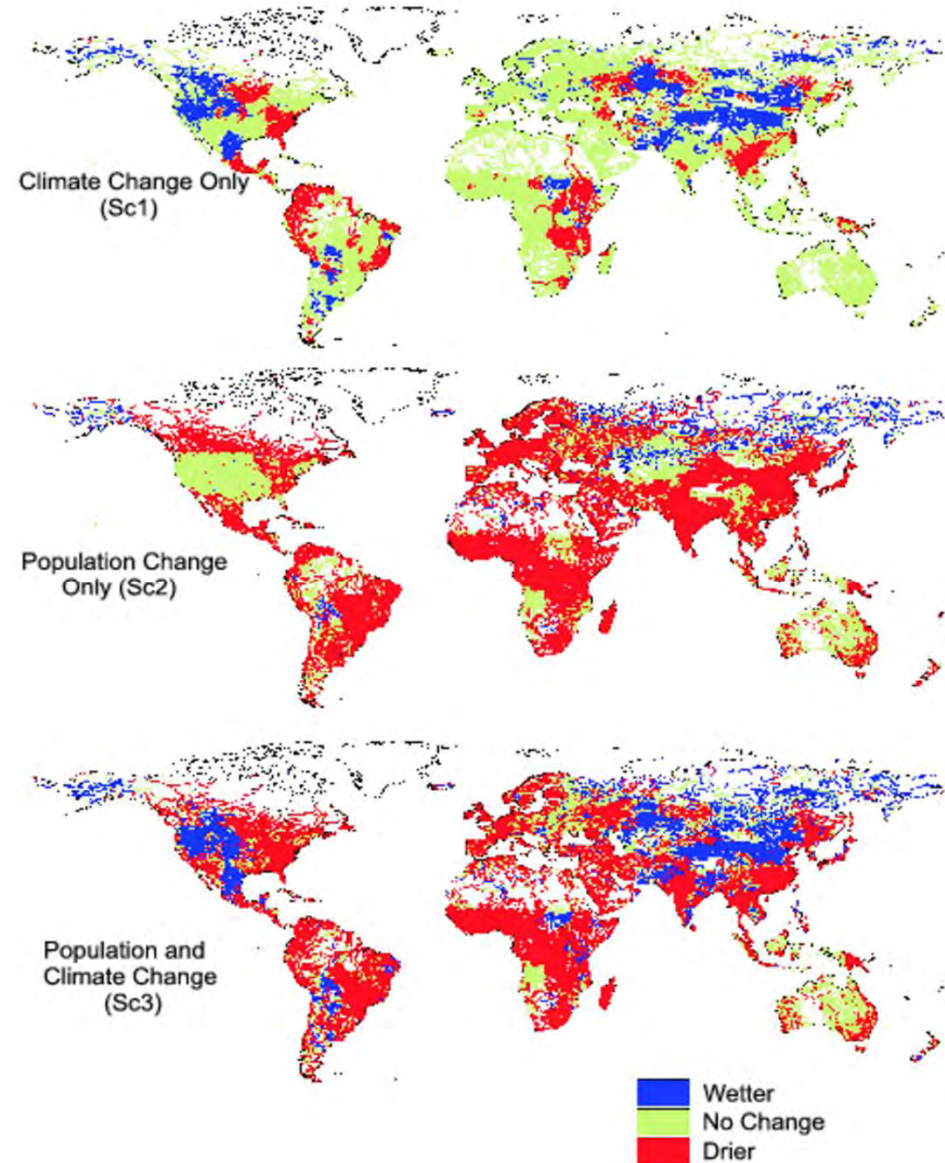 Climate Change Only
(Sc1)
Population Change
Only (Sc2)
Population and
Climate Change
(Sc3)
Wetter
No Change
Drier